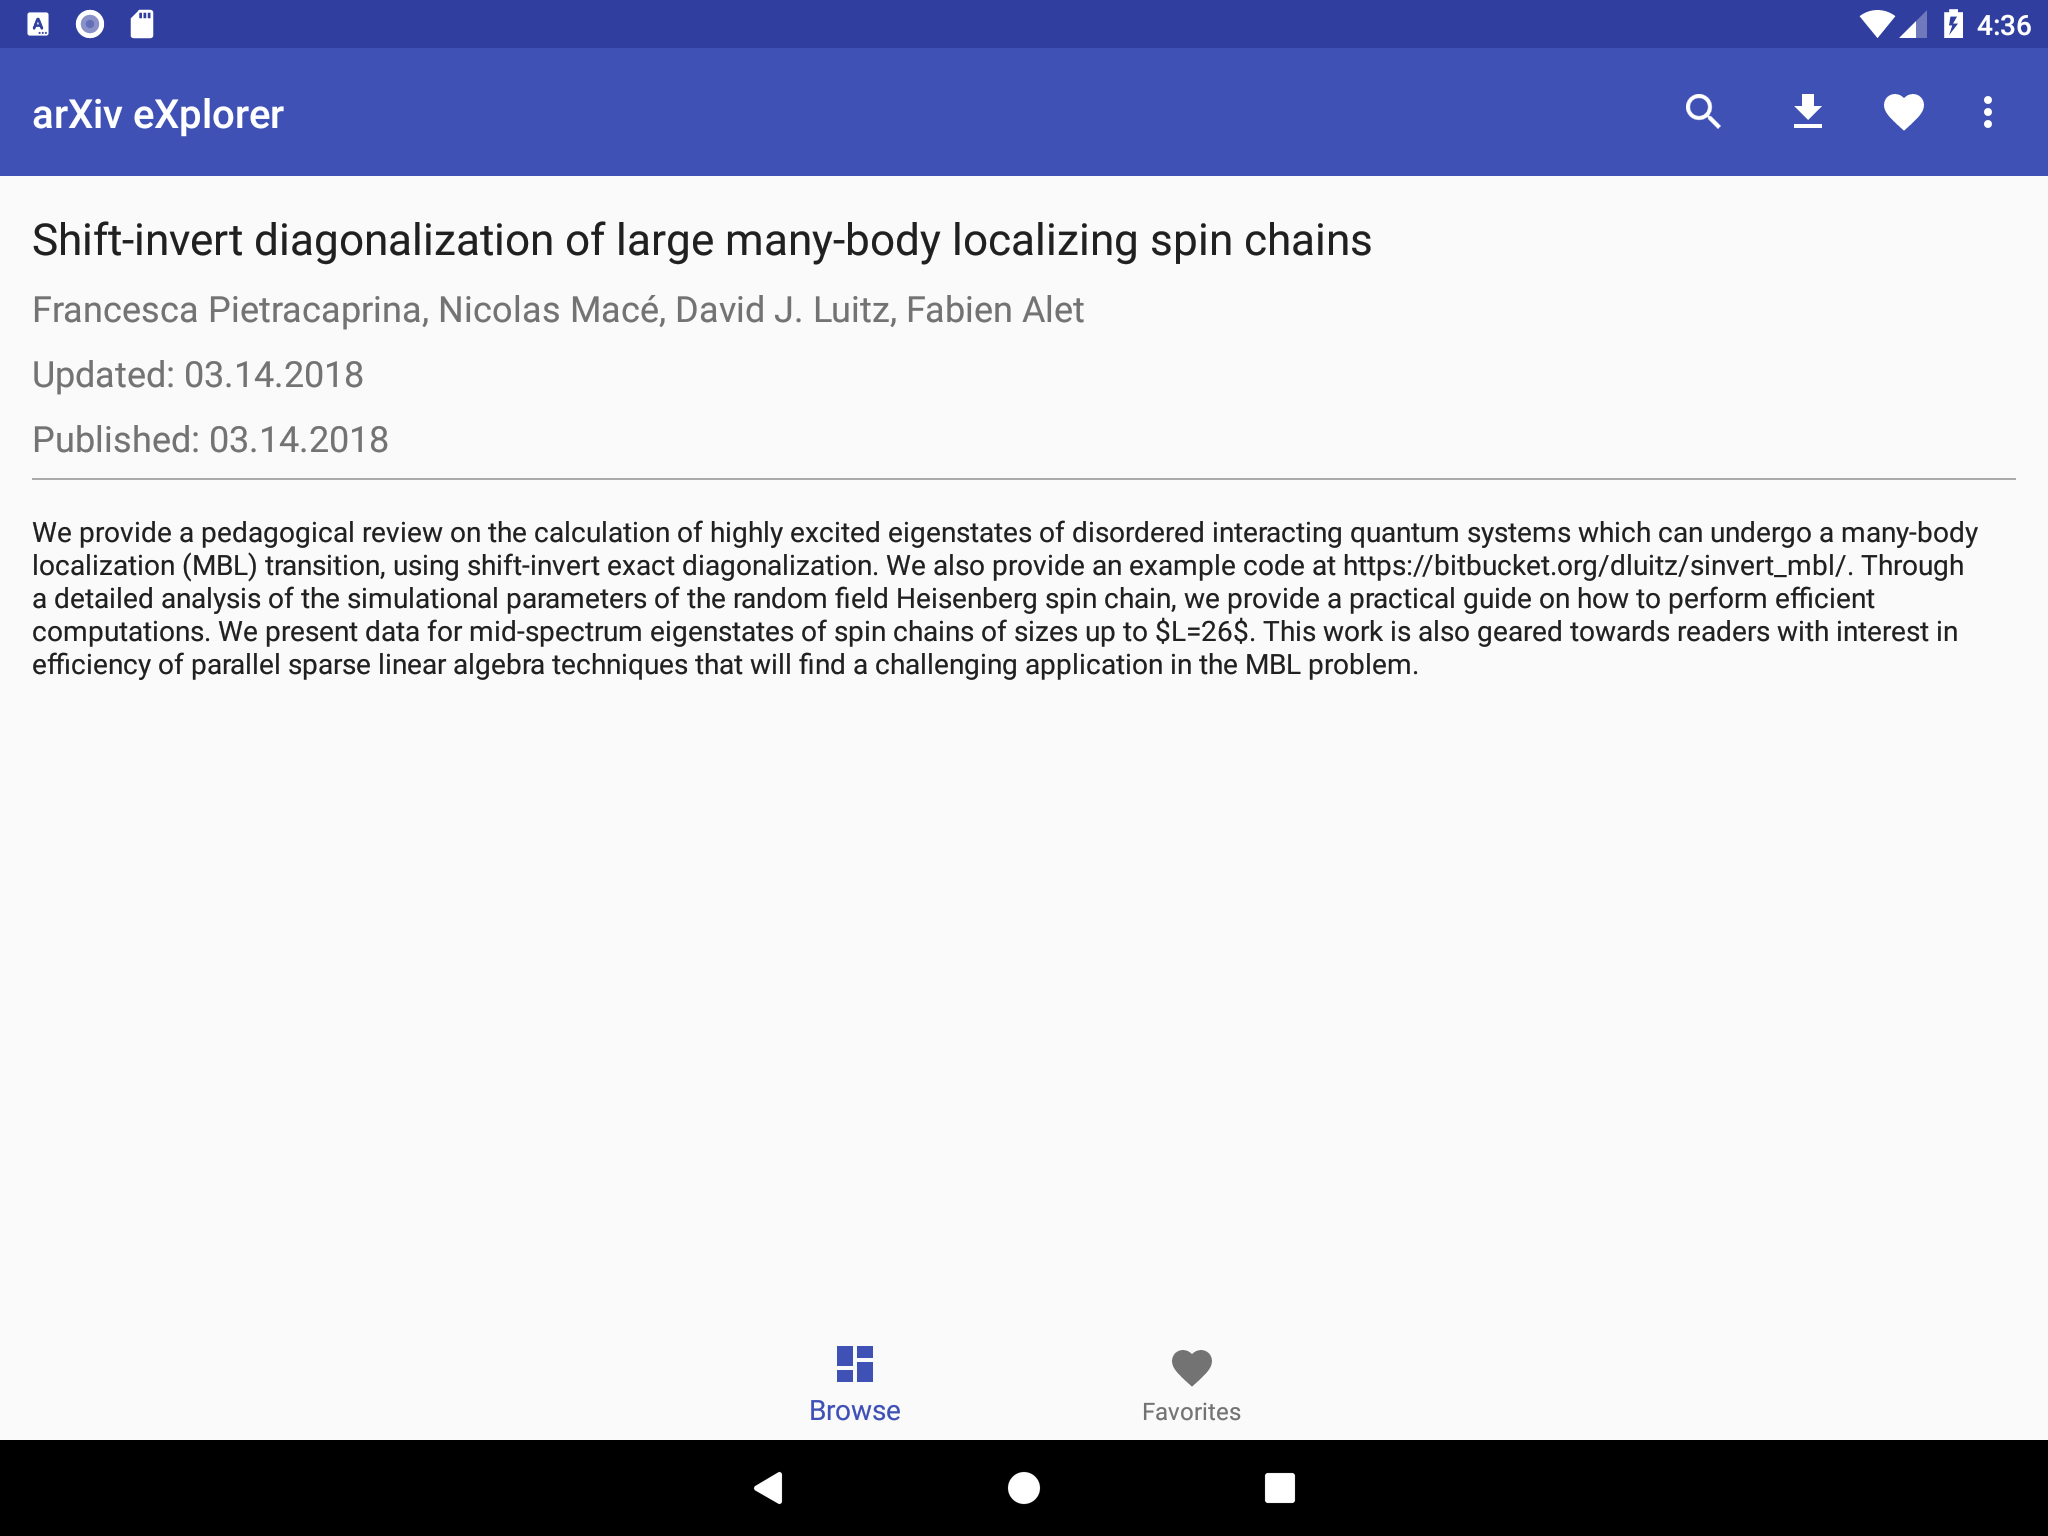 4:36
arXiv eXplorer
Shift-invert diagonalization of large many-body localizing spin chains
Francesca Pietracaprina, Nicolas Macé, David J. Luitz, Fabien Alet
Updated: 03.14.2018
Published: 03.14.2018
We provide a pedagogical review on the calculation of highly excited eigenstates of disordered interacting quantum systems which can undergo a many-body
localization (MBL) transition, using shift-invert exact diagonalization. We also provide an example code at https://bitbucket.org/dluitz/sinvert_mbl/. Through
a detailed analysis of the simulational parameters of the random field Heisenberg spin chain, we provide a practical guide on how to perform efficient
computations. We present data for mid-spectrum eigenstates of spin chains of sizes up to $L=26$. This work is also geared towards readers with interest in
efficiency of parallel sparse linear algebra techniques that will find a challenging application in the MBL problem.
Browse
Favorites